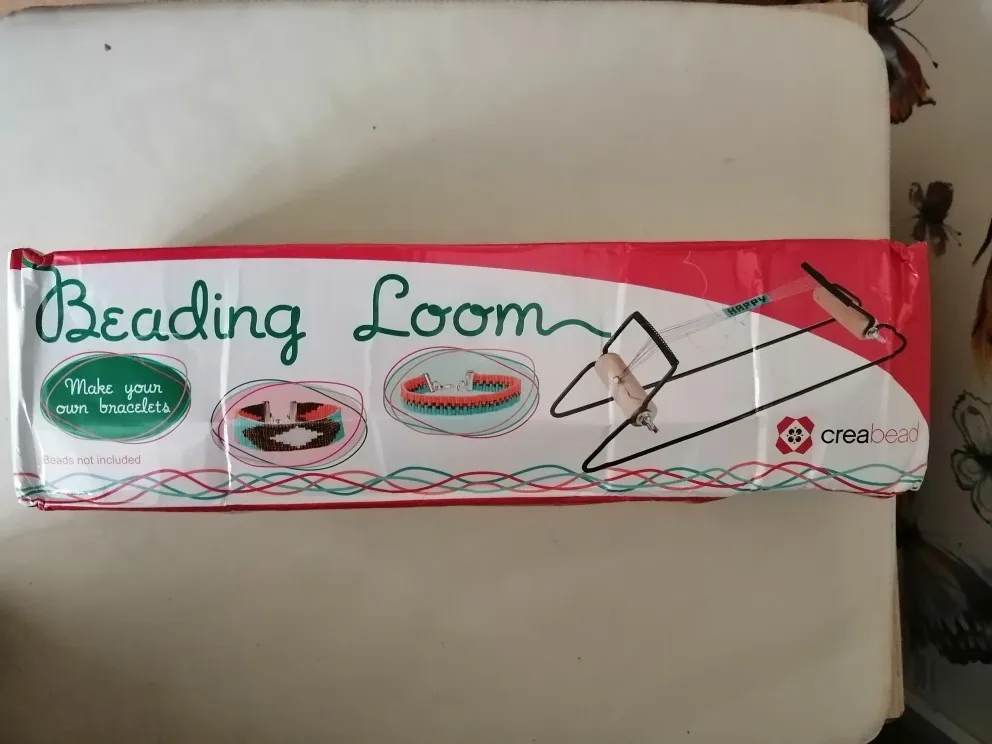 Beading Loom
Make your
own bracelets
Beads not included
HAPPY
creabead